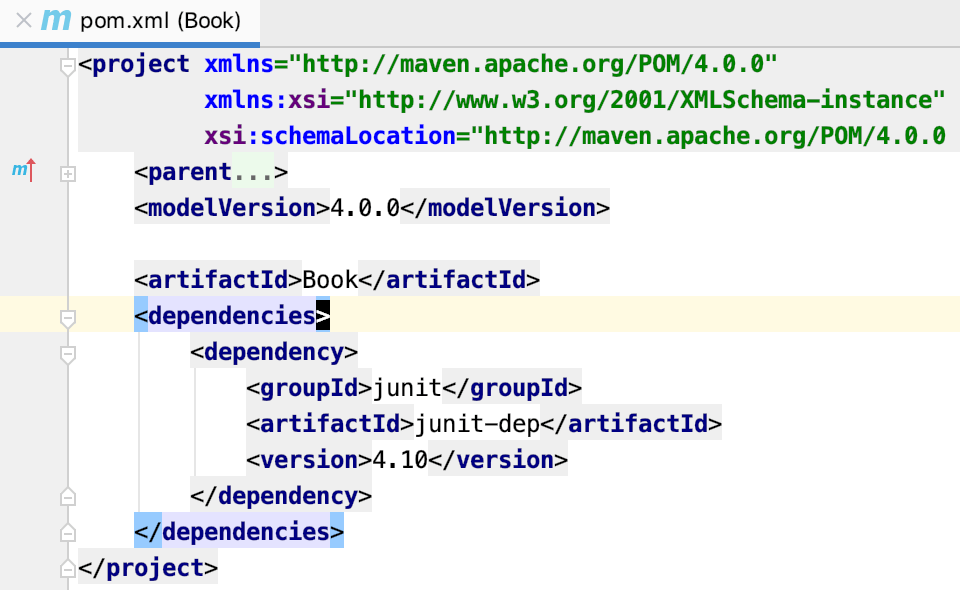 pom.xml (Book)
<project xmlns="http://maven.apache.org/POM/4.0.0"
xmlns:xsi="http://www.w3.org/2001/XMLSchema-instance"
xsi:schemaLocation="http://maven.apache.org/POM/4.0.0
<parent...>
<modelVersion>4.0.0</modelVersion>
<artifactId>Book</artifactId>
<dependencies>
<dependency>
<groupId>junit</groupId>
<artifactId>junit-dep</artifactId>
<version>4.10</version>
</dependency>
</dependencies>
</project>